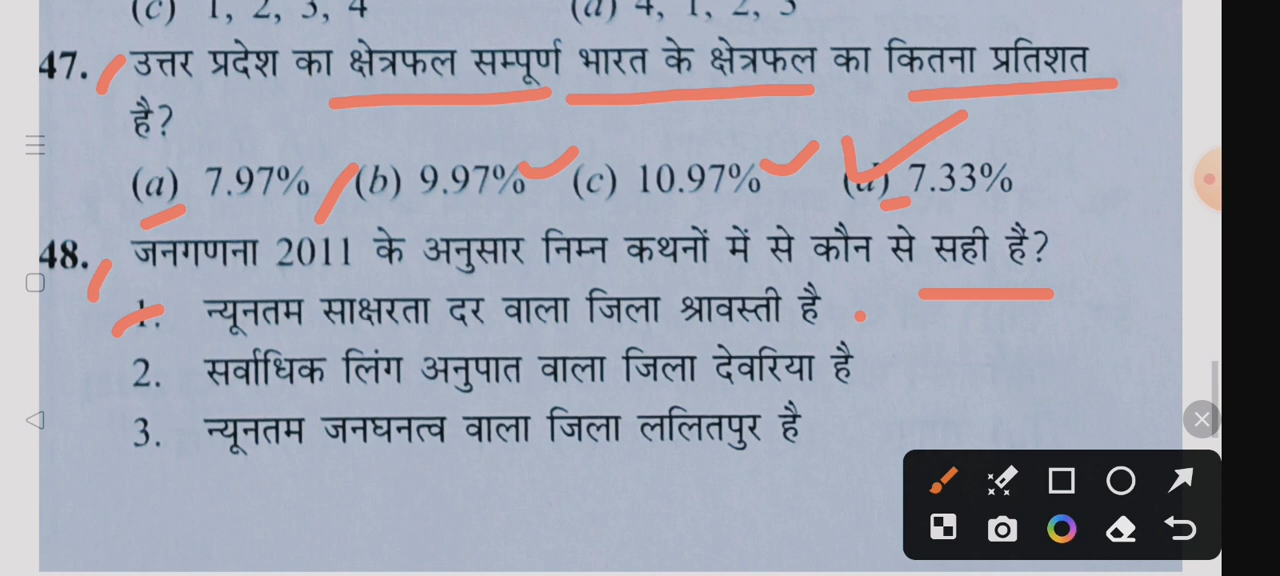 (c) 1, 2, 3, 4 (d) 4, 1, 2, 3
47. उत्तर प्रदेश का क्षेत्रफल सम्पूर्ण भारत के क्षेत्रफल का कितना प्रतिशत
है?
(a) 7.97% (b) 9.97% (c) 10.97% (d) 7.33%
48. जनगणना 2011 के अनुसार निम्न कथनों में से कौन से सही है?
1. न्यूनतम साक्षरता दर वाला जिला श्रावस्ती है
2. सर्वाधिक लिंग अनुपात वाला जिला देवरिया है
3. न्यूनतम जनघनत्व वाला जिला ललितपुर है